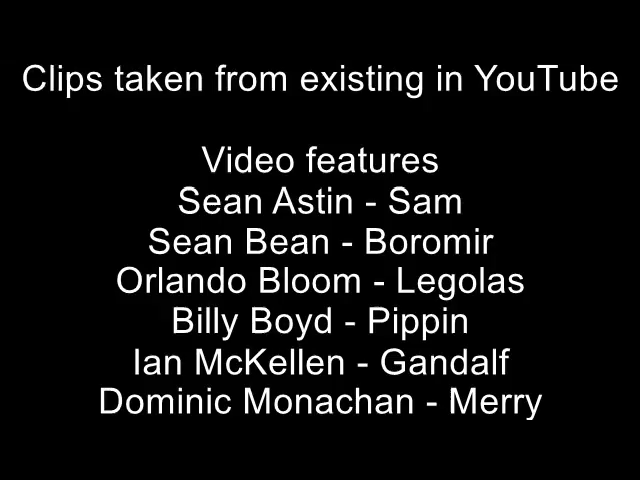 Clips taken from existing in YouTube
Video features
Sean Astin - Sam
Sean Bean - Boromir
Orlando Bloom - Legolas
Billy Boyd - Pippin
Ian McKellen - Gandalf
Dominic Monachan - Merry